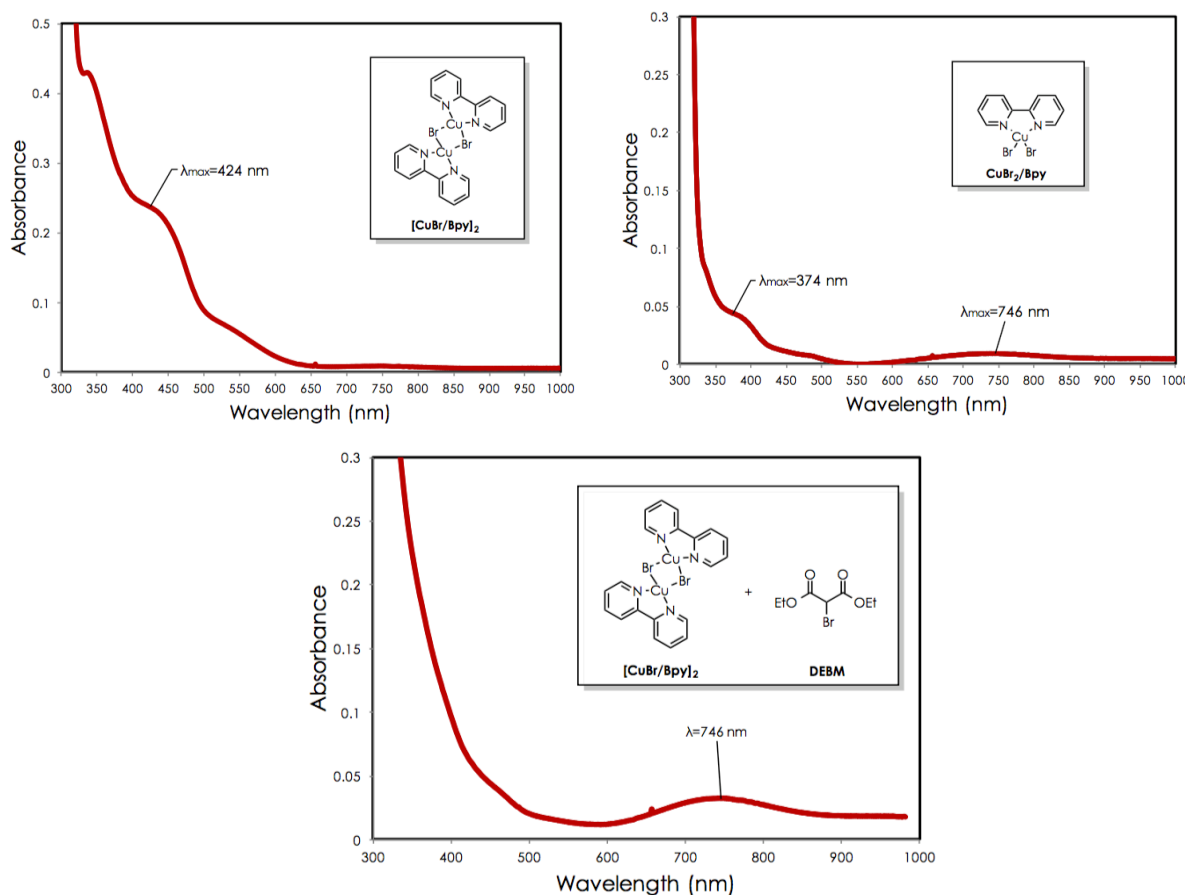 0.5
0.4
0.3
0.2
0.1
0
300 350 400 450 500 550 600 650 700 750 800 850 900 950 1000
Absorbance
Wavelength (nm)
λmax=424 nm
N Cu N
Br Br
N Cu N
[CuBr/Bpy]2
0.3
0.25
0.2
0.15
0.1
0.05
0
300 350 400 450 500 550 600 650 700 750 800 850 900 950 1000
Absorbance
Wavelength (nm)
λmax=374 nm
λmax=746 nm
N N
Cu
Br Br
CuBr2/Bpy
0.3
0.25
0.2
0.15
0.1
0.05
0
300 400 500 600 700 800 900 1000
Absorbance
Wavelength (nm)
λ=746 nm
N Cu N
Br Br
N Cu N
[CuBr/Bpy]2
+
O O
EtO OEt
Br
DEBM